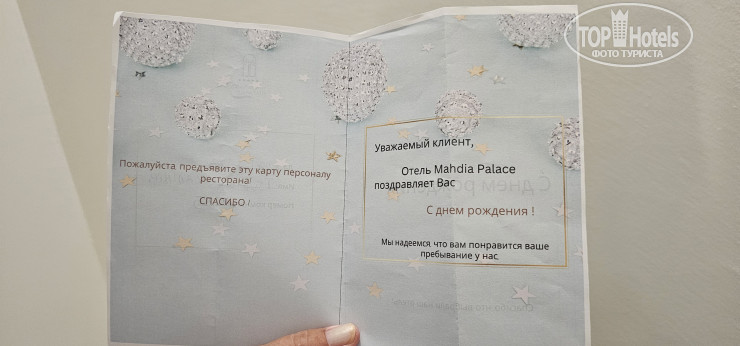 TOP Hotels
ФОТО ТУРИСТА
Пожалуйста предъявите эту карту персоналу
ресторана!
СПАСИБО !
Уважаемый клиент,
Отель Mahdia Palace
поздравляет Вас
С днем рождения !
Мы надеемся, что вам понравится ваше
пребывание у нас